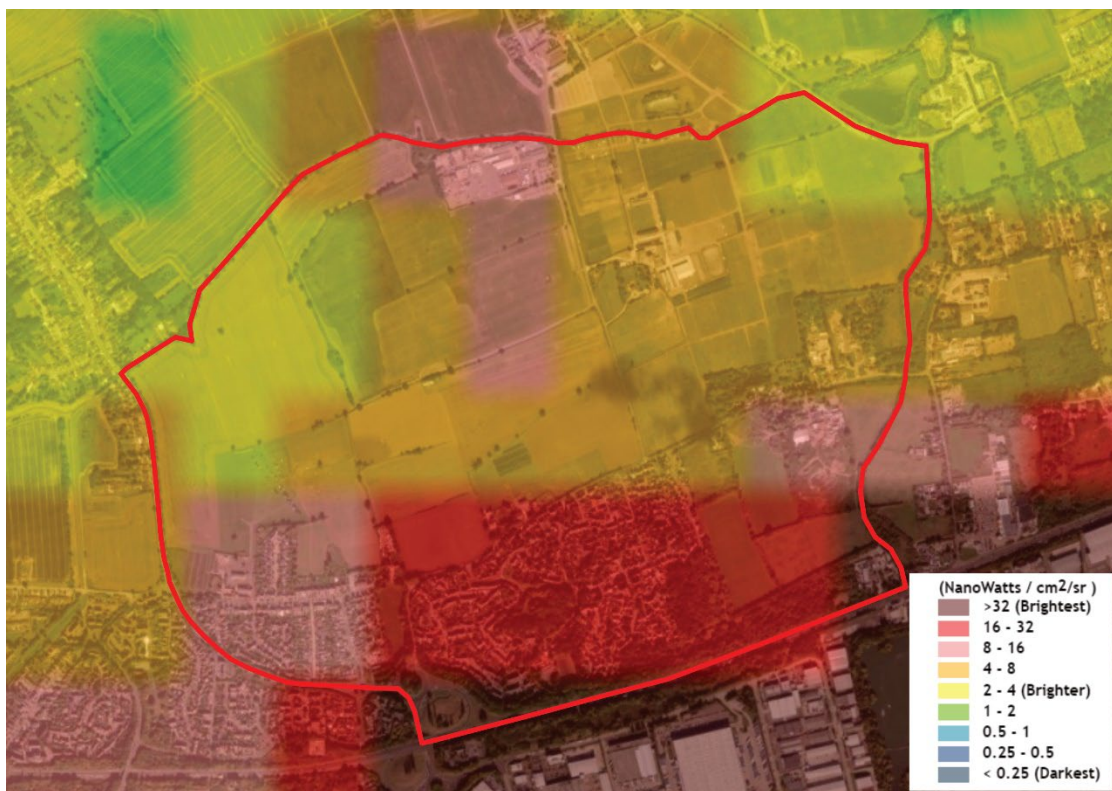 (NanoWatts / cm2/sr )
>32 (Brightest)
16 - 32
8 - 16
4 - 8
2 - 4 (Brighter)
1 - 2
0.5 - 1
0.25 - 0.5
< 0.25 (Darkest)